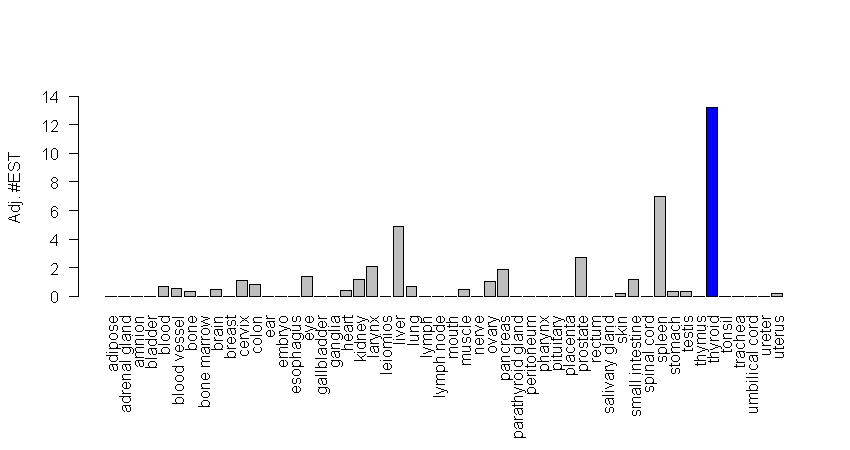 Adj. #EST
14
12
10
8
6
4
2
0
adipose
adrenal gland
amnion
bladder
blood
blood vessel
bone
bone marrow
brain
breast
cervix
colon
ear
embryo
esophagus
eye
gallbladder
ganglia
heart
kidney
larynx
leiomios
liver
lung
lymph
lymph node
mouth
muscle
nerve
ovary
pancreas
parathyroid gland
peritoneum
pharynx
pituitary
placenta
prostate
rectum
salivary gland
skin
small intestine
spinal cord
spleen
stomach
testis
thymus
thyroid
tonsil
trachea
umbilical cord
ureter
uterus